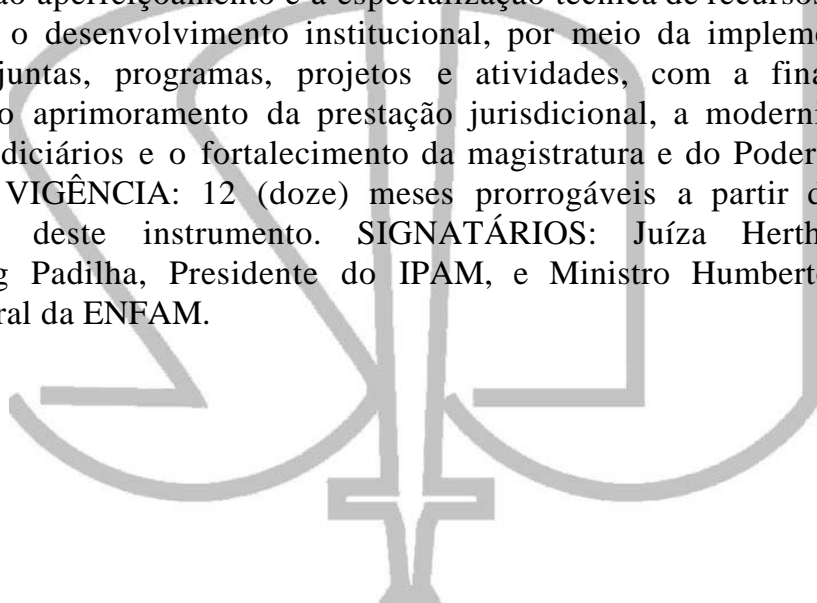 ao aperfeiçoamento e a especialização técnica de recursos
o desenvolvimento institucional, por meio da impleme
juntas, programas, projetos e atividades, com a fina
o aprimoramento da prestação jurisdicional, a moderni
diciários e o fortalecimento da magistratura e do Poder
VIGÊNCIA: 12 (doze) meses prorrogáveis a partir d
deste instrumento. SIGNATÁRIOS: Juíza Herth
g Padilha, Presidente do IPAM, e Ministro Humberto
ral da ENFAM.